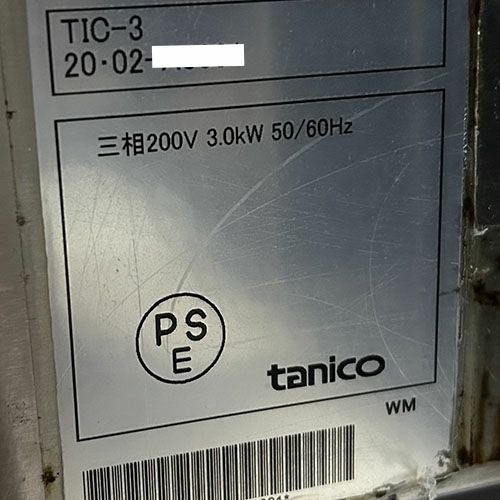 TIC-3
20・02-
三相200V 3.0kW 50/60Hz
PS
E
tanico
WM